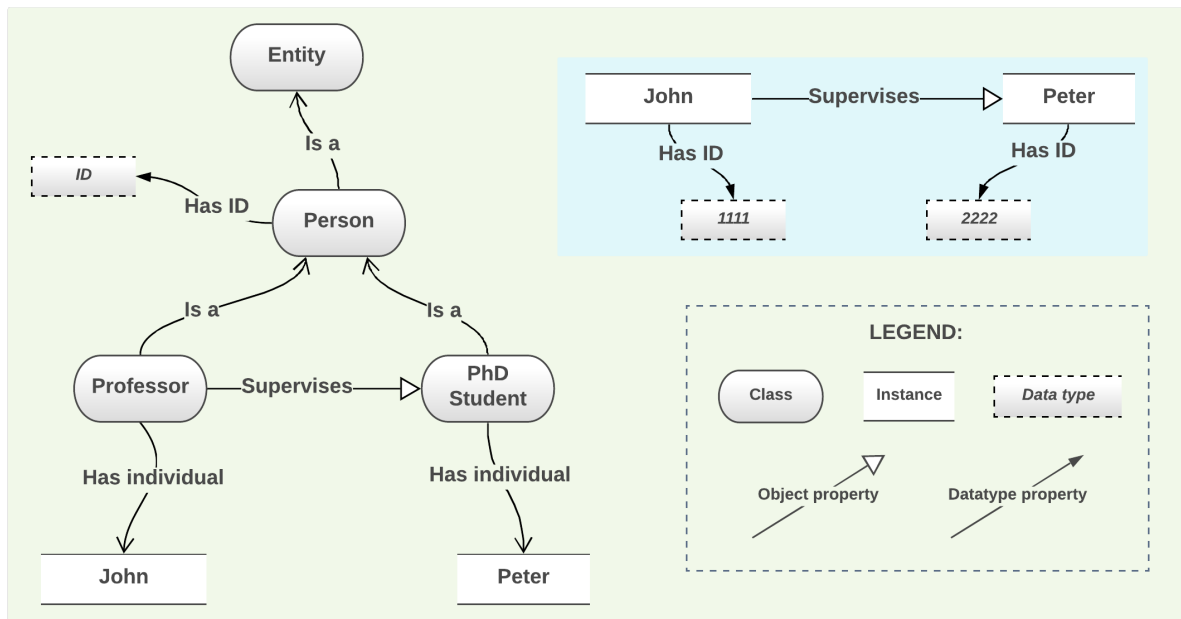 Entity
Is a
ID
Has ID
Person
Is a
Is a
Professor
Supervises
PhD
Student
Has individual
Has individual
John
Peter
John
Supervises
Peter
Has ID
Has ID
1111
2222
LEGEND:
Class
Instance
Data type
Object property
Datatype property